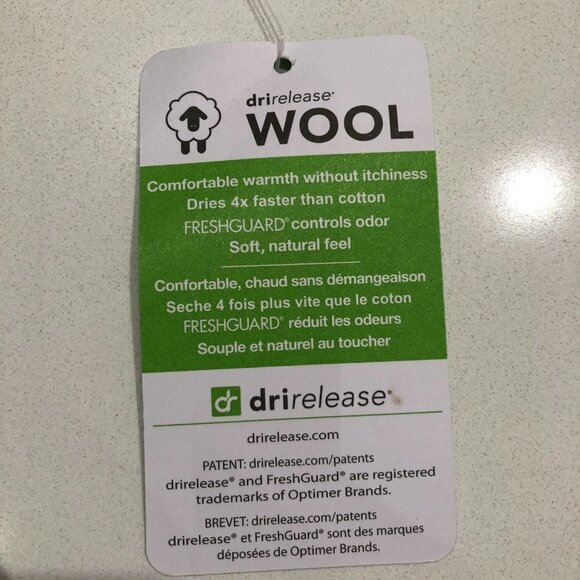 drirelease®
WOOL
Comfortable warmth without itchiness
Dries 4x faster than cotton
FRESHGUARD® controls odor
Soft, natural feel
Confortable, chaud sans démangeaison
Seche 4 fois plus vite que le coton
FRESHGUARD® réduit les odeurs
Souple et naturel au toucher
dr drirelease®
drirelease.com
PATENT: drirelease.com/patents
drirelease® and FreshGuard® are registered
trademarks of Optimer Brands.
BREVET: drirelease.com/patents
drirelease® et FreshGuard® sont des marques
déposées de Optimer Brands.